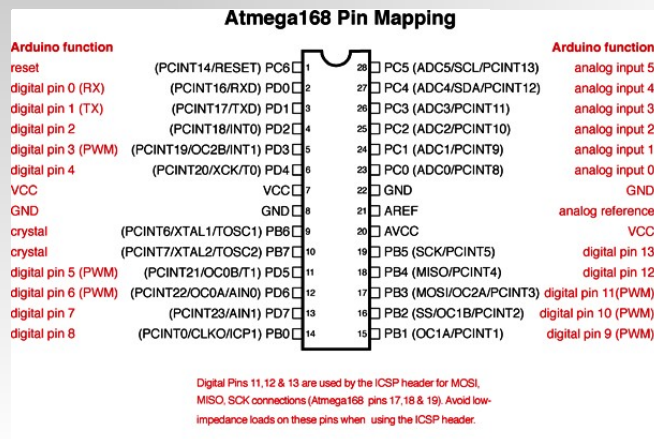 Atmega168 Pin Mapping
Arduino function Arduino function
reset (PCINT14/RESET) PC6 1 28 PC5 (ADC5/SCL/PCINT13) analog input 5
digital pin 0 (RX) (PCINT16/RXD) PD0 2 27 PC4 (ADC4/SDA/PCINT12) analog input 4
digital pin 1 (TX) (PCINT17/TXD) PD1 3 26 PC3 (ADC3/PCINT11) analog input 3
digital pin 2 (PCINT18/INT0) PD2 4 25 PC2 (ADC2/PCINT10) analog input 2
digital pin 3 (PWM) (PCINT19/OC2B/INT1) PD3 5 24 PC1 (ADC1/PCINT9) analog input 1
digital pin 4 (PCINT20/XCK/T0) PD4 6 23 PC0 (ADC0/PCINT8) analog input 0
VCC VCC 7 22 GND GND
GND GND 8 21 AREF analog reference
crystal (PCINT6/XTAL1/TOSC1) PB6 9 20 AVCC VCC
crystal (PCINT7/XTAL2/TOSC2) PB7 10 19 PB5 (SCK/PCINT5) digital pin 13
digital pin 5 (PWM) (PCINT21/OC0B/T1) PD5 11 18 PB4 (MISO/PCINT4) digital pin 12
digital pin 6 (PWM) (PCINT22/OC0A/AIN0) PD6 12 17 PB3 (MOSI/OC2A/PCINT3) digital pin 11(PWM)
digital pin 7 (PCINT23/AIN1) PD7 13 16 PB2 (SS/OC1B/PCINT2) digital pin 10 (PWM)
digital pin 8 (PCINT0/CLKO/ICP1) PB0 14 15 PB1 (OC1A/PCINT1) digital pin 9 (PWM)
Digital Pins 11,12 & 13 are used by the ICSP header for MOSI,
MISO, SCK connections (Atmega168 pins 17,18 & 19). Avoid low-
impedance loads on these pins when using the ICSP header.